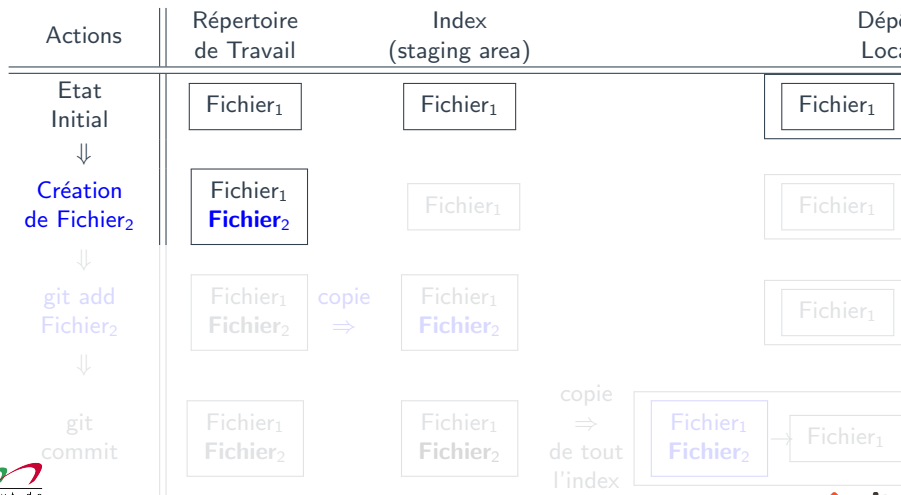 Actions
Répertoire
de Travail
Index
(staging area)
Etat
Initial
Fichier₁
Fichier₁
Fichier₁
⇓
Création
de Fichier₂
Fichier₁
Fichier₂
Fichier₁
Fichier₁
⇓
git add
Fichier₂
Fichier₁
Fichier₂
copie
⇒
Fichier₁
Fichier₂
Fichier₁
⇓
git
commit
Fichier₁
Fichier₂
Fichier₁
Fichier₂
copie
⇒
de tout
l'index
Fichier₁
Fichier₂
→
Fichier₁